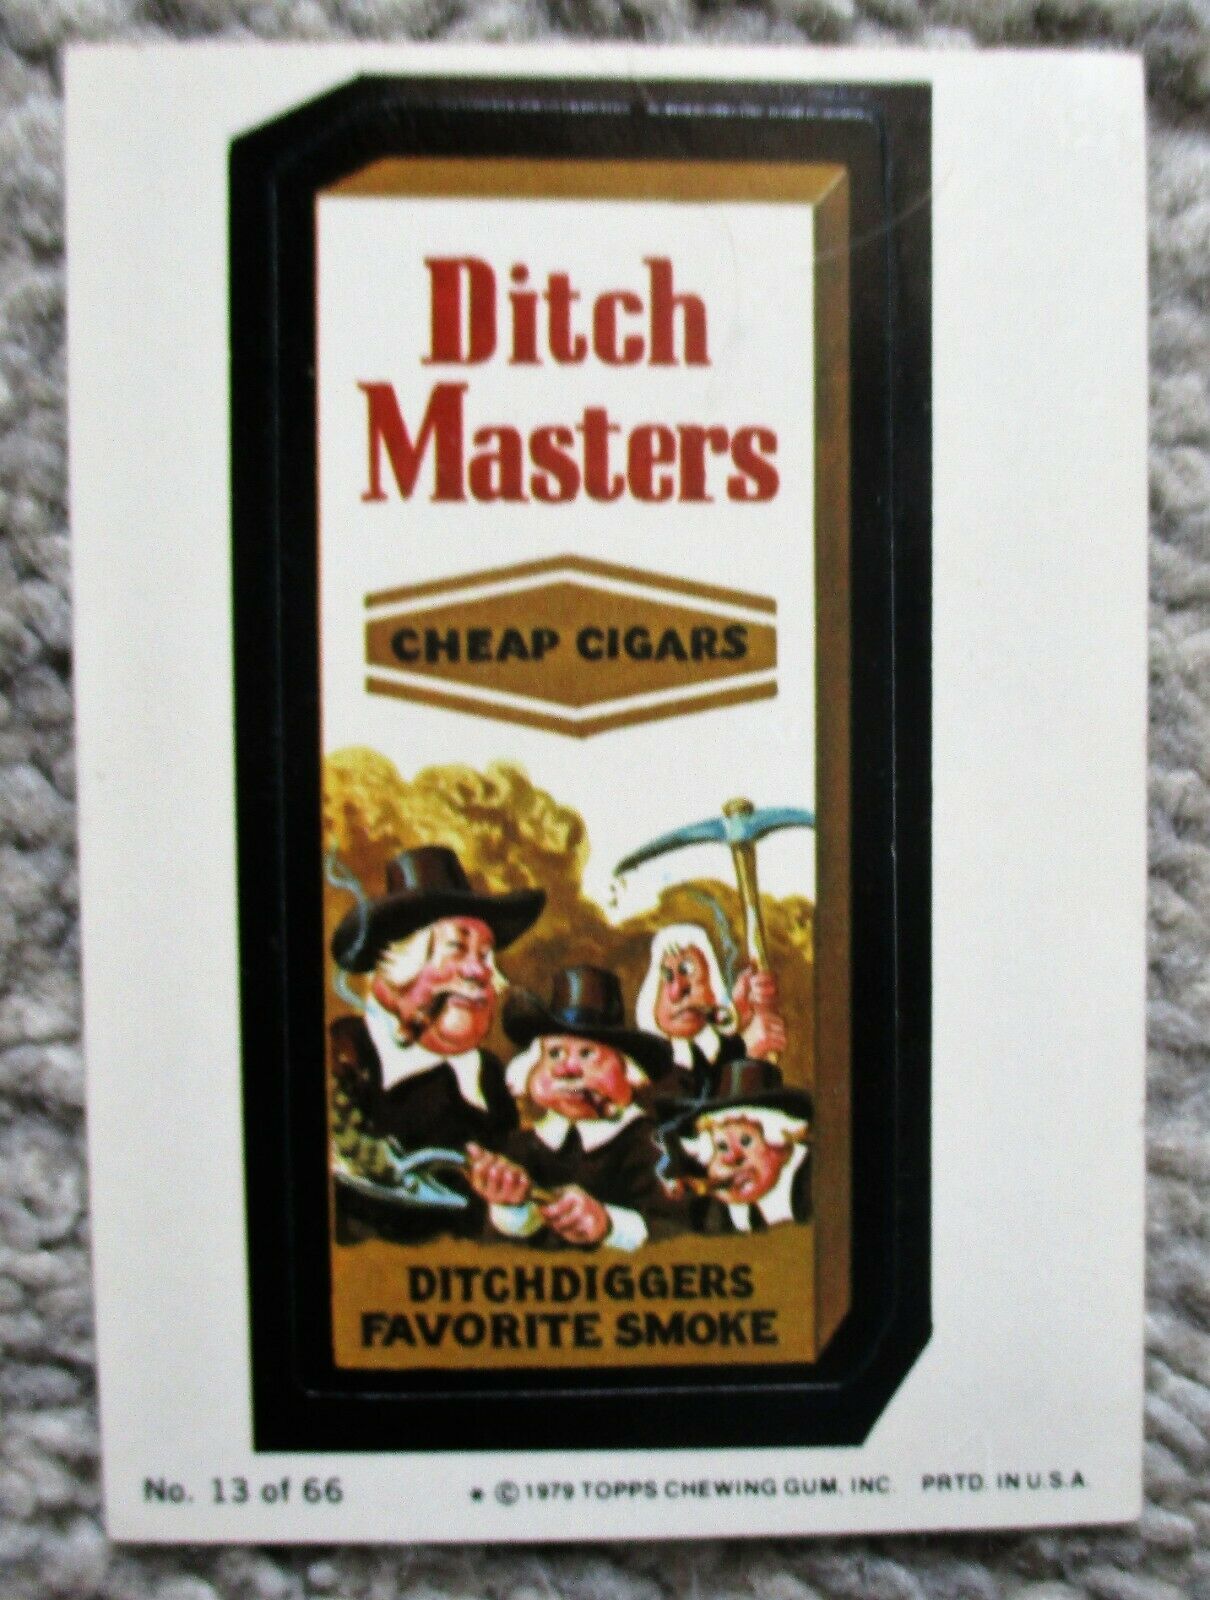 Ditch
Masters
CHEAP CIGARS
DITCHDIGGERS
FAVORITE SMOKE
No. 13 of 66
* © 1979 TOPPS CHEWING GUM, INC. PRTD. IN U.S.A.